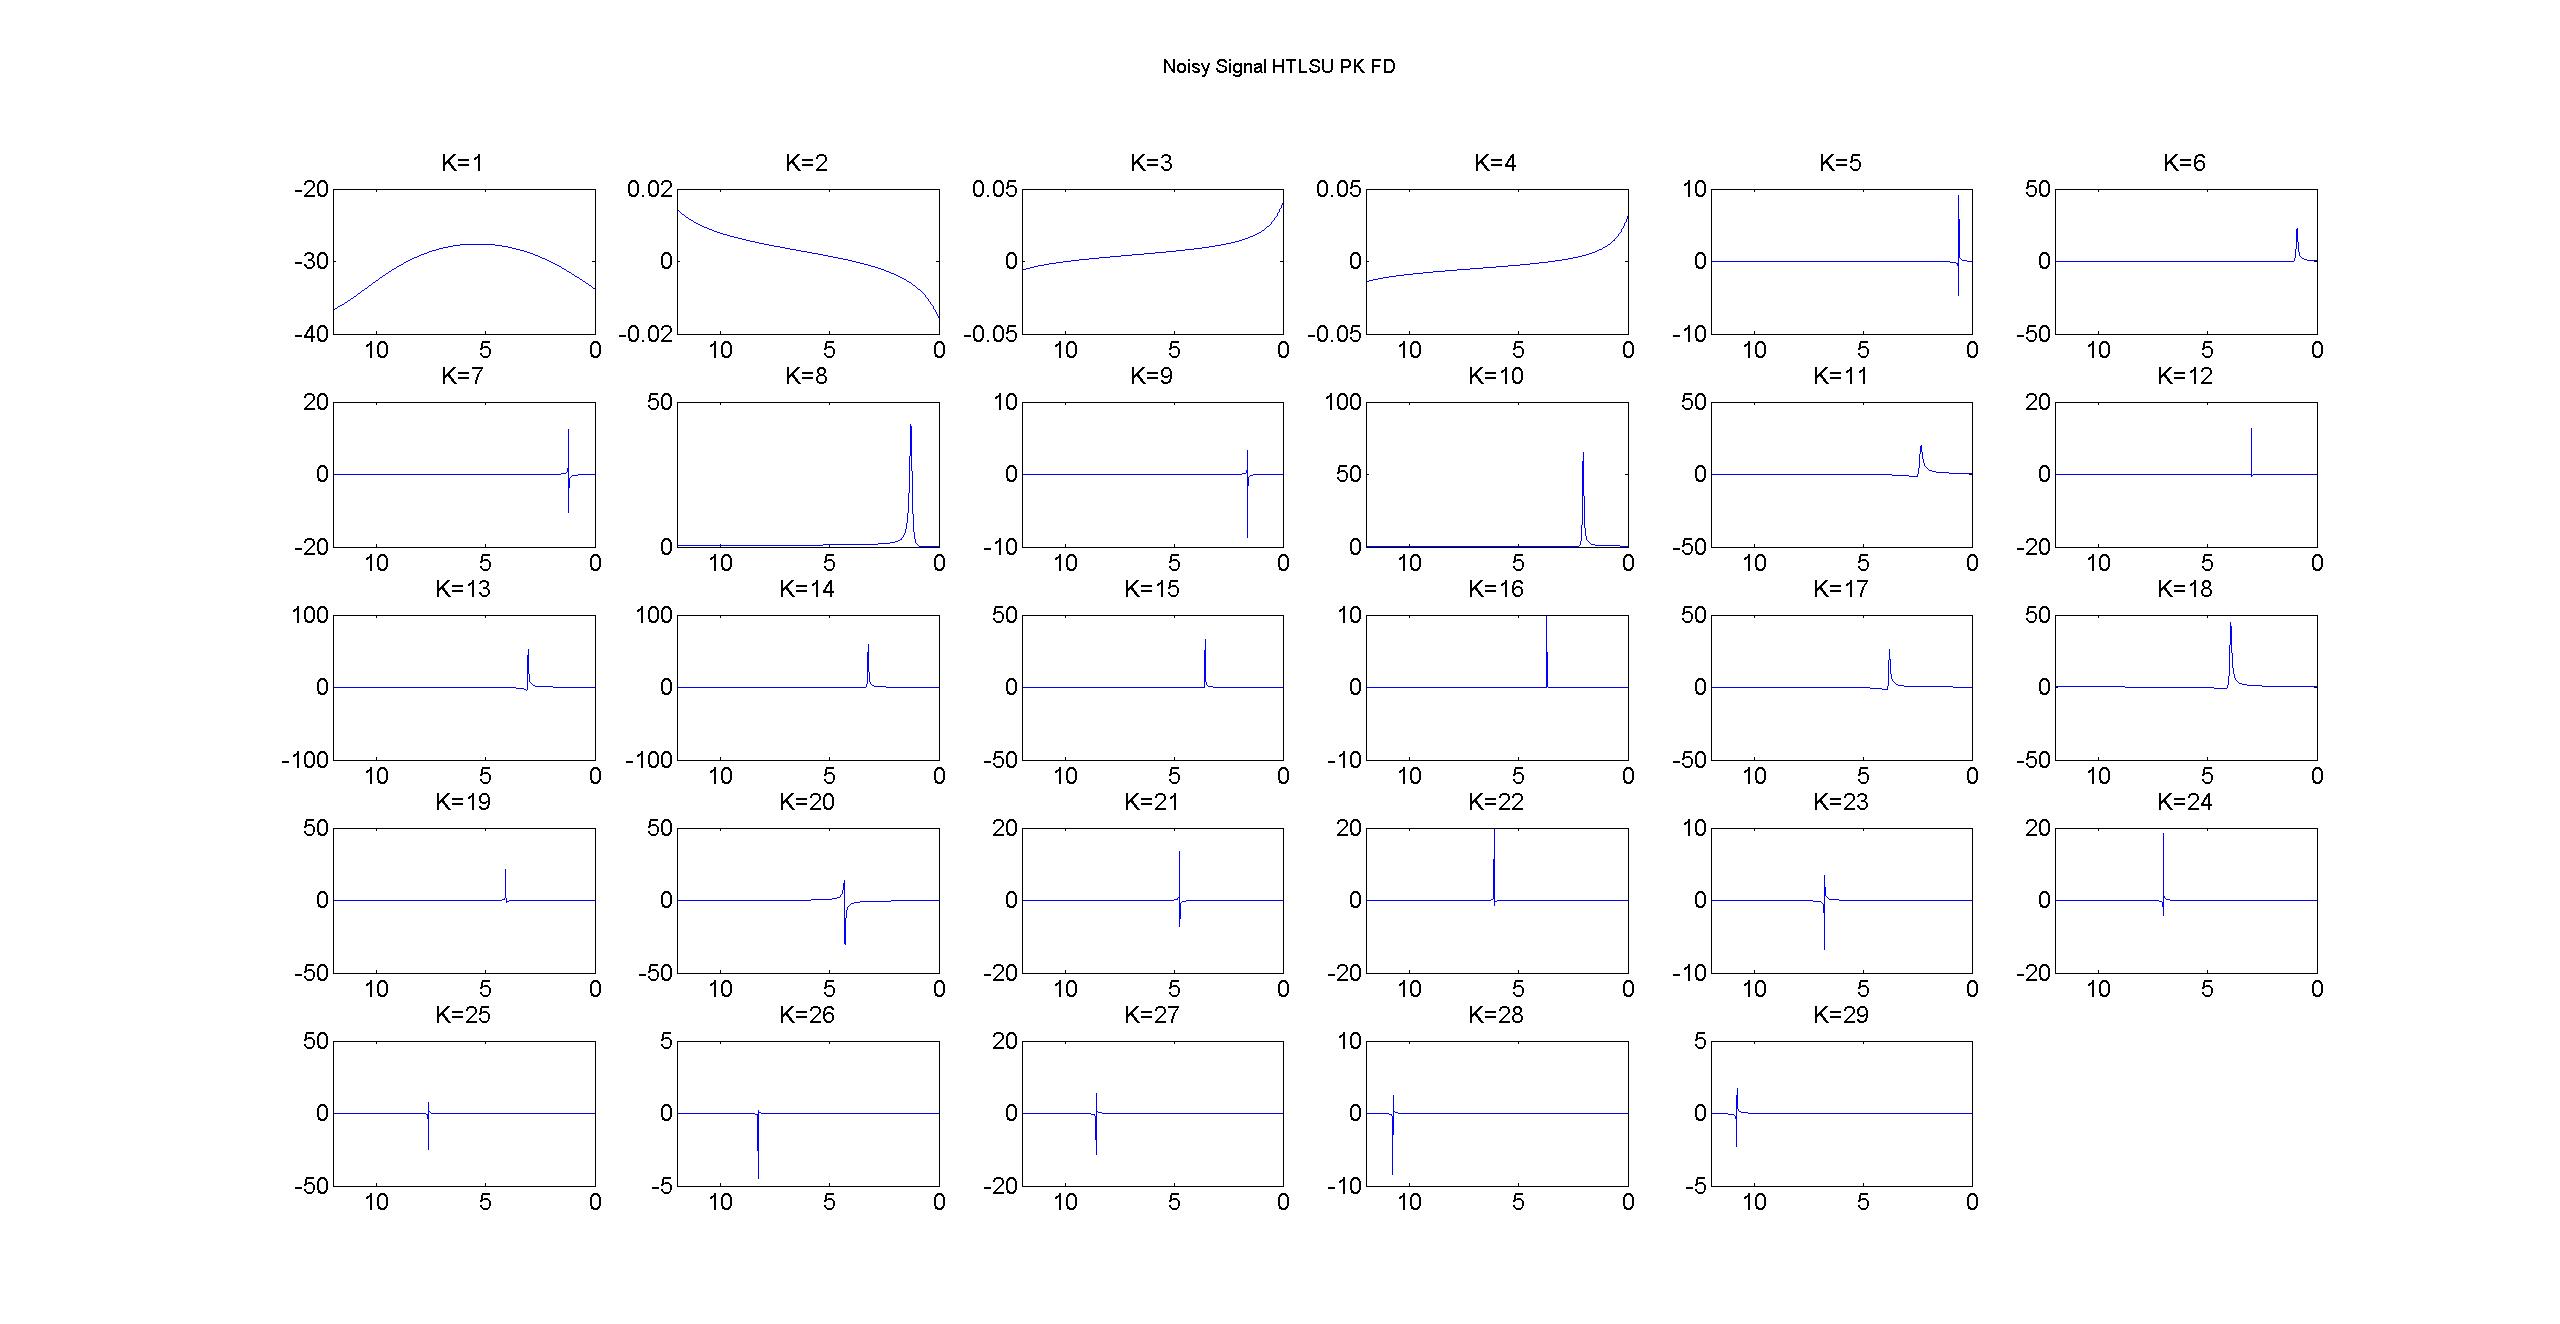 Noisy Signal HTLSU PK FD
K=1 K=2 K=3 K=4 K=5 K=6
-20 0.02 0.05 0.05 10 50
-30 0 0 0 0 0
-40 -0.02 -0.05 -0.05 -10 -50
10 5 0 10 5 0 10 5 0 10 5 0 10 5 0 10 5 0
K=7 K=8 K=9 K=10 K=11 K=12
20 50 10 100 50 20
0 0 50 0 0
-20 0 -10 0 -50 -20
10 5 0 10 5 0 10 5 0 10 5 0 10 5 0 10 5 0
K=13 K=14 K=15 K=16 K=17 K=18
100 100 50 10 50 50
0 0 0 0 0 0
-100 -100 -50 -10 -50 -50
10 5 0 10 5 0 10 5 0 10 5 0 10 5 0 10 5 0
K=19 K=20 K=21 K=22 K=23 K=24
50 50 20 20 10 20
0 0 0 0 0 0
-50 -50 -20 -20 -10 -20
10 5 0 10 5 0 10 5 0 10 5 0 10 5 0 10 5 0
K=25 K=26 K=27 K=28 K=29
50 5 20 10 5
0 0 0 0 0
-50 -5 -20 -10 -5
10 5 0 10 5 0 10 5 0 10 5 0 10 5 0